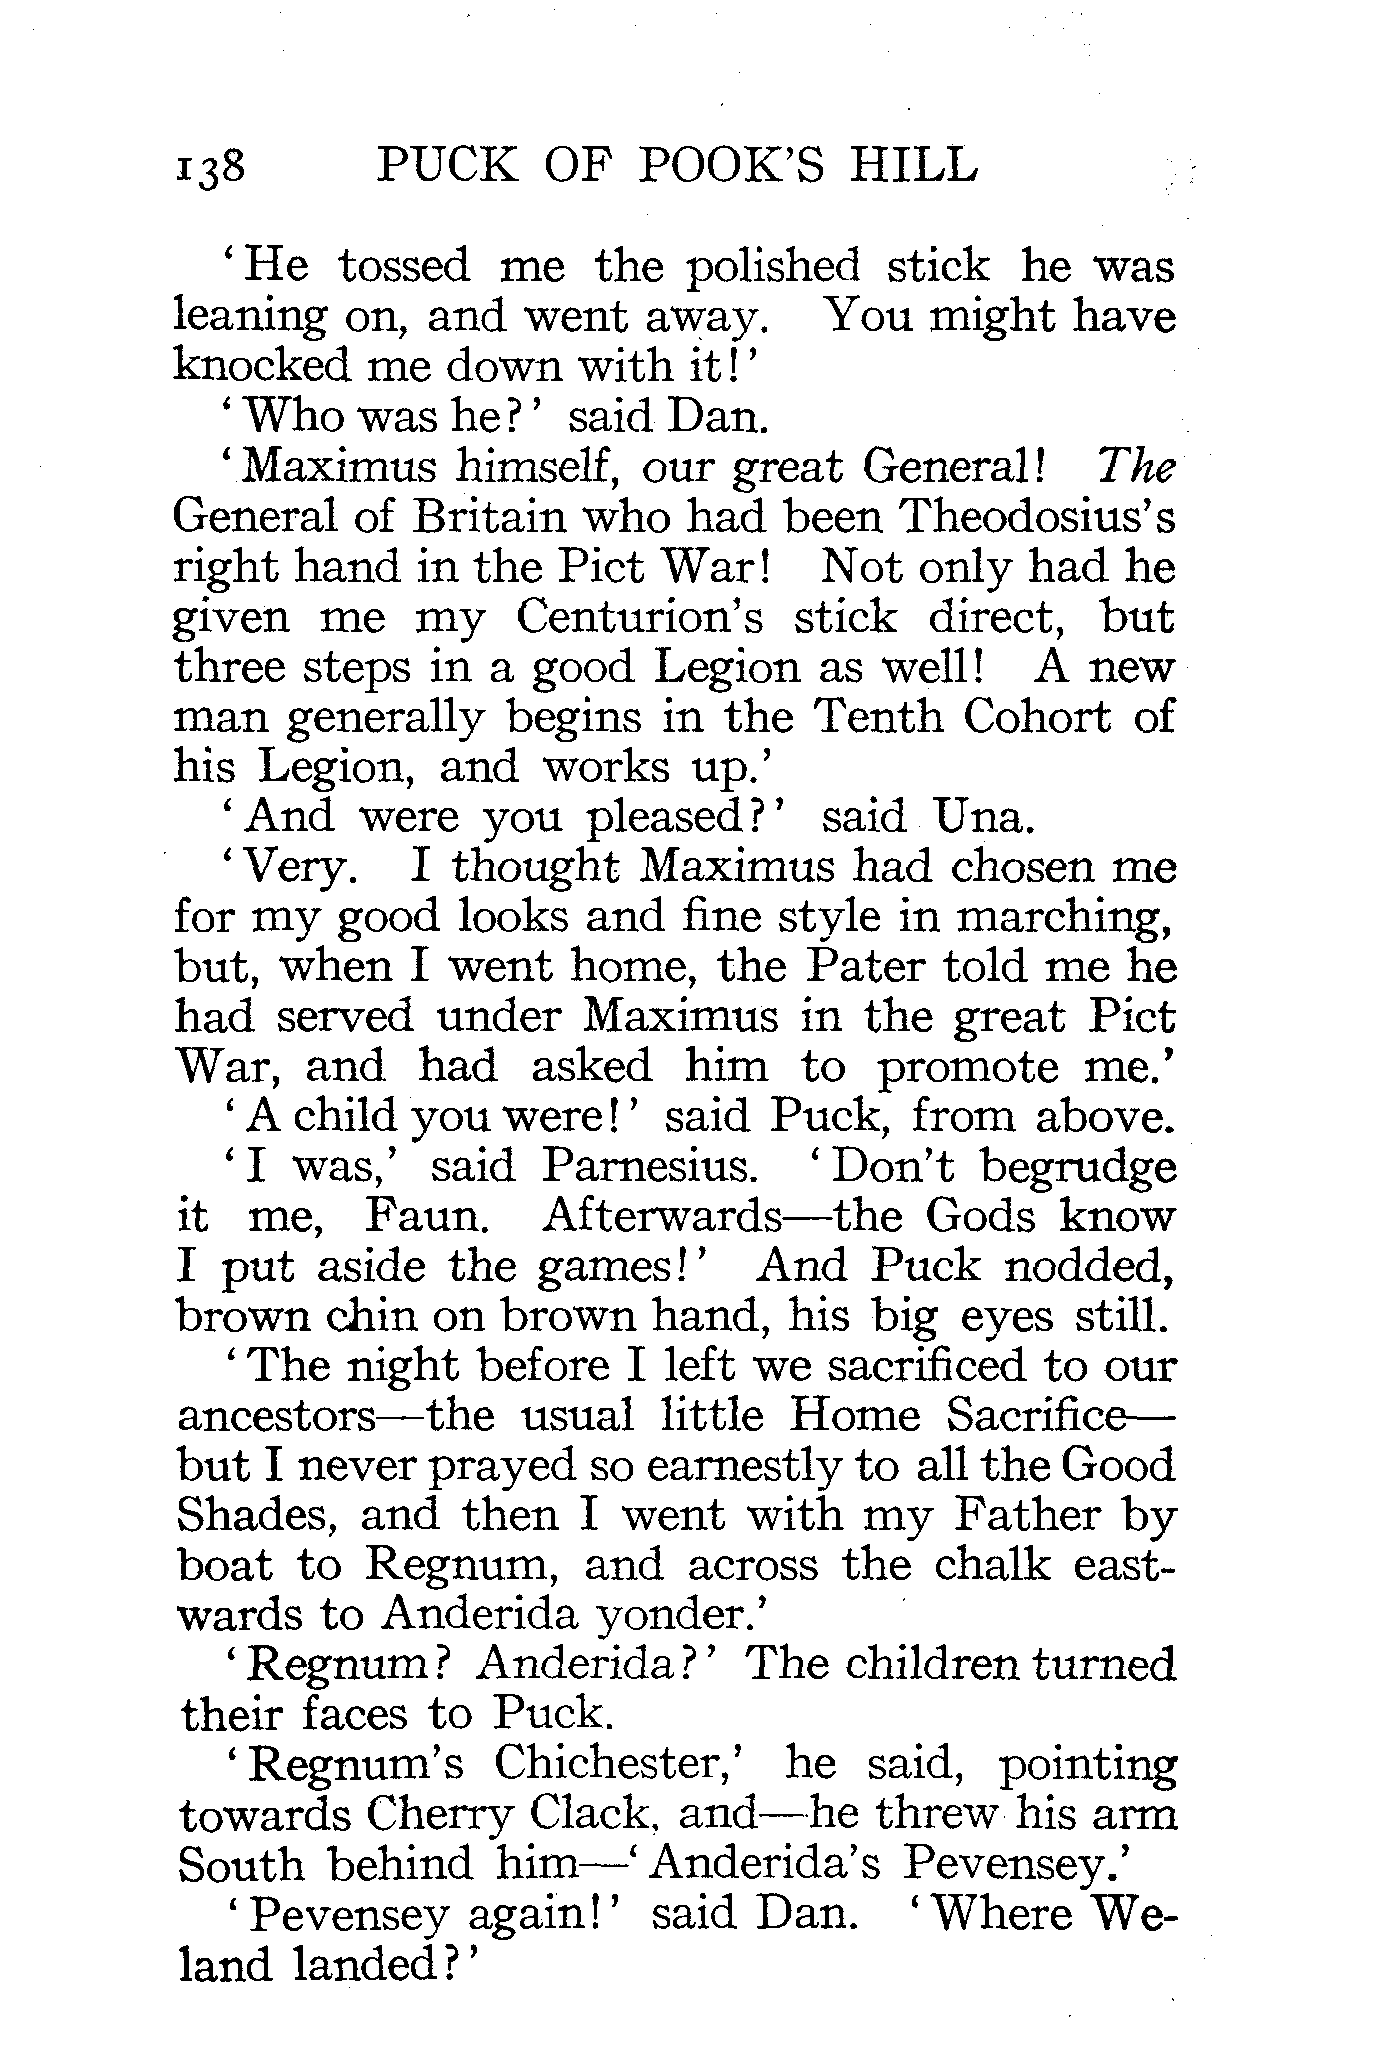 138 PUCK OF POOK'S HILL
‘He tossed me the polished stick he was
leaning on, and went away. You might have
knocked me down with it!’
‘Who was he?’ said Dan.
‘Maximus himself, our great General! The
General of Britain who had been Theodosius's
right hand in the Pict War! Not only had he
given me my Centurion's stick direct, but
three steps in a good Legion as well! A new
man generally begins in the Tenth Cohort of
his Legion, and works up.’
‘And were you pleased?’ said Una.
‘Very. I thought Maximus had chosen me
for my good looks and fine style in marching,
but, when I went home, the Pater told me he
had served under Maximus in the great Pict
War, and had asked him to promote me.’
‘A child you were!’ said Puck, from above.
‘I was,’ said Parnesius. ‘Don't begrudge
it me, Faun. Afterwards—the Gods know
I put aside the games!’ And Puck nodded,
brown chin on brown hand, his big eyes still.
‘The night before I left we sacrificed to our
ancestors—the usual little Home Sacrifice—
but I never prayed so earnestly to all the Good
Shades, and then I went with my Father by
boat to Regnum, and across the chalk east-
wards to Anderida yonder.’
‘Regnum? Anderida?’ The children turned
their faces to Puck.
‘Regnum's Chichester,’ he said, pointing
towards Cherry Clack, and—he threw his arm
South behind him—‘Anderida's Pevensey.’
‘Pevensey again!’ said Dan. ‘Where We-
land landed?’